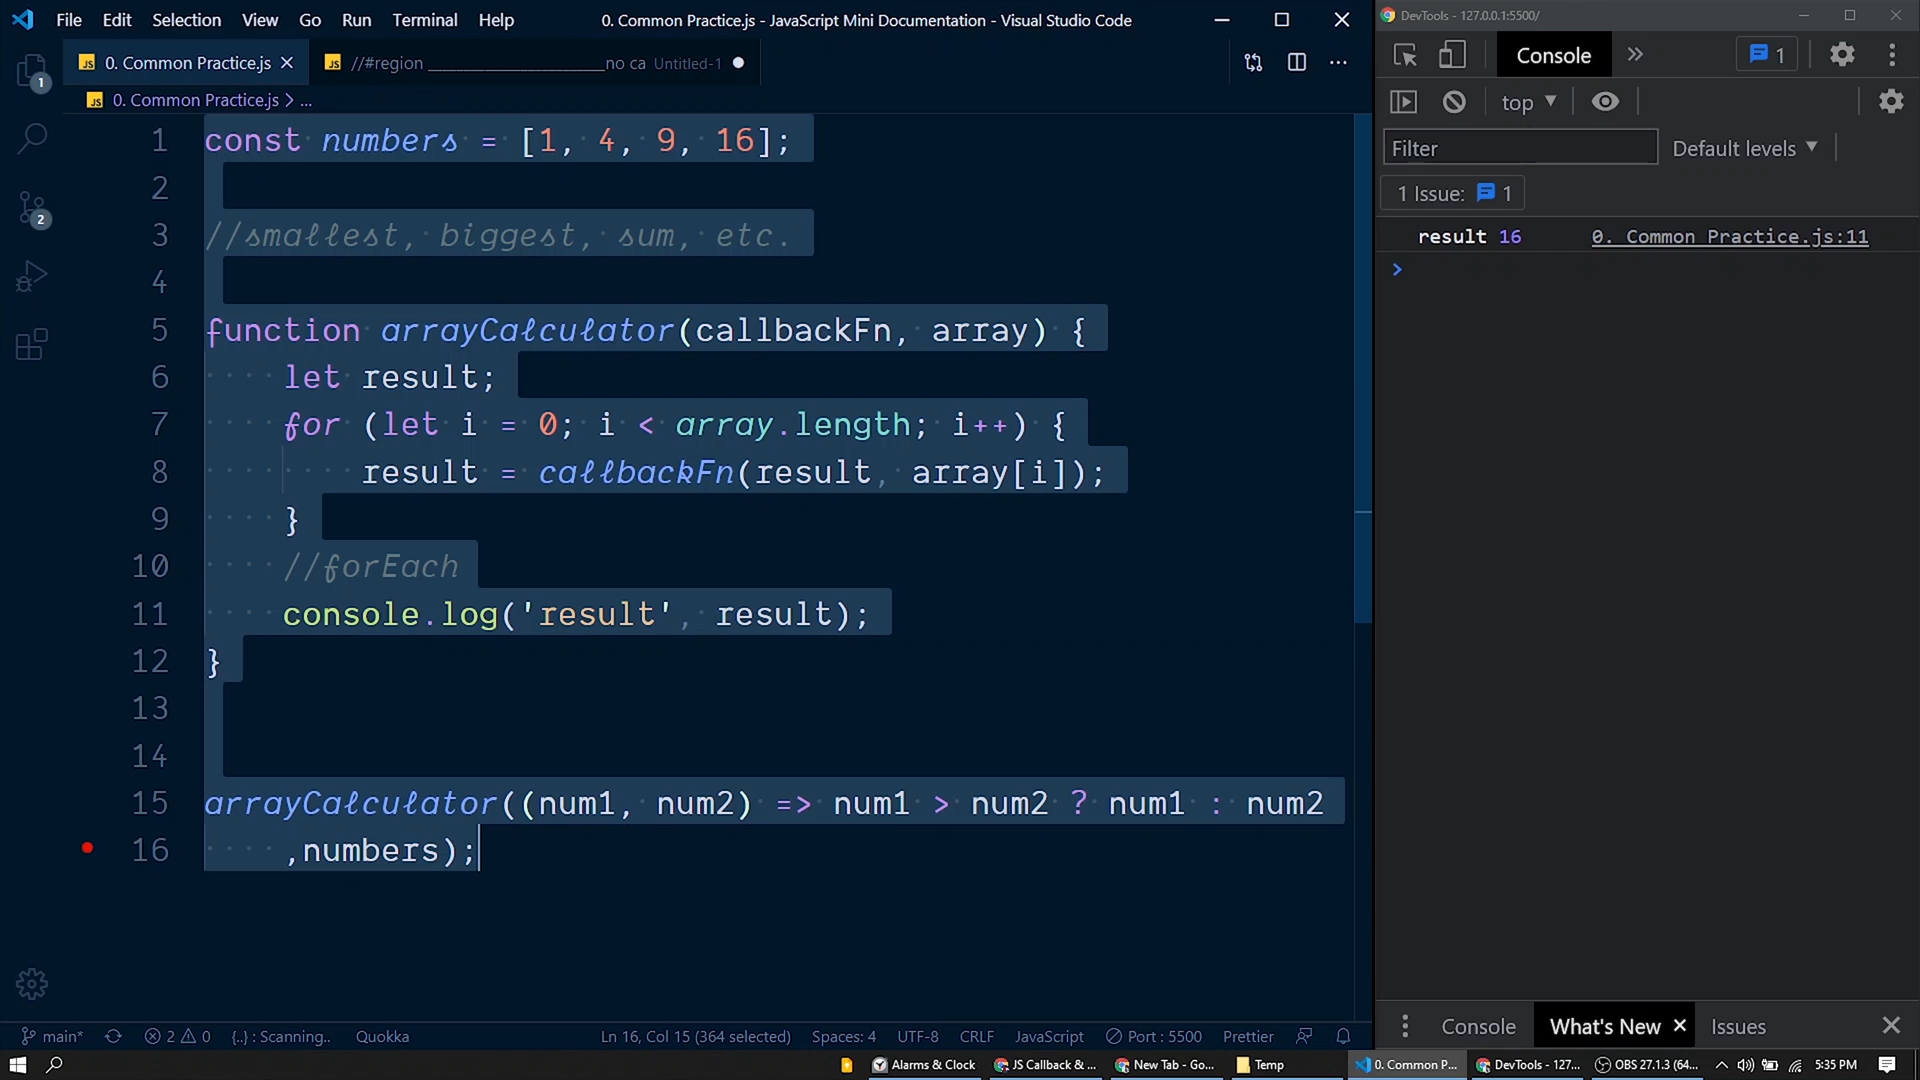 File Edit Selection View Go Run Terminal Help 0. Common Practice.js - JavaScript Mini Documentation - Visual Studio Code
JS 0. Common Practice.js JS //#region _________________________no ca Untitled-1
JS 0. Common Practice.js > ...
1 const numbers = [1, 4, 9, 16];
2
3 //smallest, biggest, sum, etc.
4
5 function arrayCalculator(callbackFn, array) {
6 let result;
7 for (let i = 0; i < array.length; i++) {
8 result = callbackFn(result, array[i]);
9 }
10 //forEach
11 console.log('result', result);
12 }
13
14
15 arrayCalculator((num1, num2) => num1 > num2 ? num1 : num2
16 ,numbers);
1
2
main* 2 0 {..} : Scanning.. Quokka Ln 16, Col 15 (364 selected) Spaces: 4 UTF-8 CRLF JavaScript Port : 5500 Prettier
DevTools - 127.0.0.1:5500/
Console 1
top
Filter Default levels
1 Issue: 1
result 16 0. Common Practice.js:11
Console What's New Issues
Alarms & Clock JS Callback & ... New Tab - Go... Temp 0. Common P... DevTools - 127... OBS 27.1.3 (64... 5:35 PM